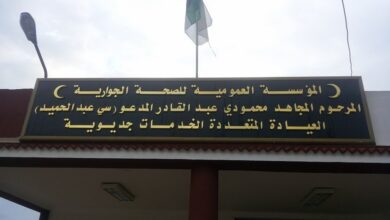 المؤسسة العمومية للصحة الجوارية
المرحوم المجاهد محمودي عبد القادر المدعو (سي عبد الحميد)
العيادة المتعددة الخدمات جديوية